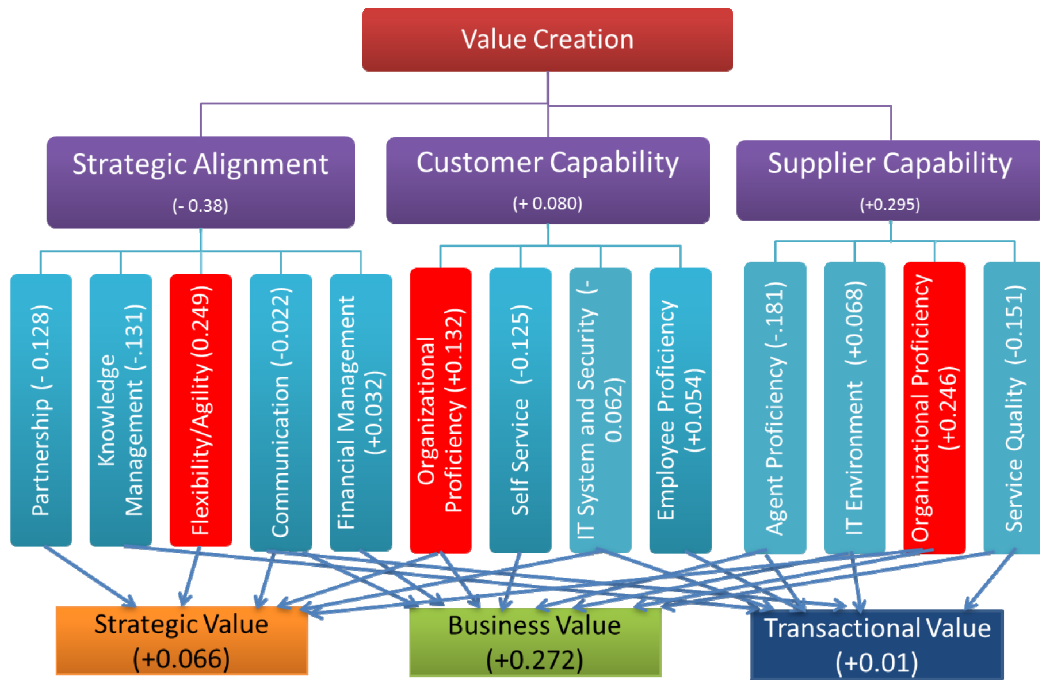 Value Creation
Strategic Alignment
(- 0.38)
Customer Capability
(+ 0.080)
Supplier Capability
(+0.295)
Partnership (- 0.128)
Knowledge
Management (-.131)
Flexibility/Agility (0.249)
Communication (-0.022)
Financial Management
(+0.032)
Organizational
Proficiency (+0.132)
Self Service  (-0.125)
IT System and Security (-
0.062)
Employee Proficiency
(+0.054)
Agent Proficiency (-.181)
IT Environment  (+0.068)
Organizational Proficiency
(+0.246)
Service Quality (-0.151)
Strategic Value
(+0.066)
Business Value
(+0.272)
Transactional Value
(+0.01)